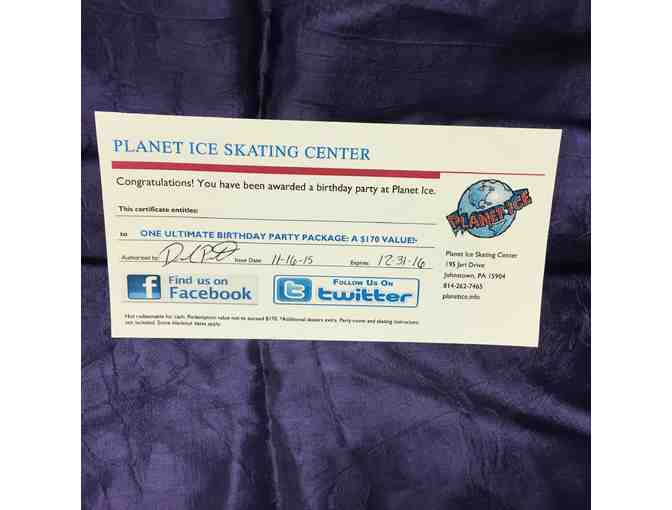 PLANET ICE SKATING CENTER
Congratulations! You have been awarded a birthday party at Planet Ice.
This certificate entitles:
to ONE ULTIMATE BIRTHDAY PARTY PACKAGE: A $170 VALUE!*
Authorized by Issue Date: 11-16-15 Expires: 12-31-16
Find us on
Facebook
FOLLOW US ON
twitter
Not redeemable for cash. Redemption value not to exceed $170. *Additional skaters extra. Party room and skating instructors
not included. Some blackout dates apply.
PLANET ICE
Planet Ice Skating Center
195 Jari Drive
Johnstown, PA 15904
814-262-7465
planetice.info